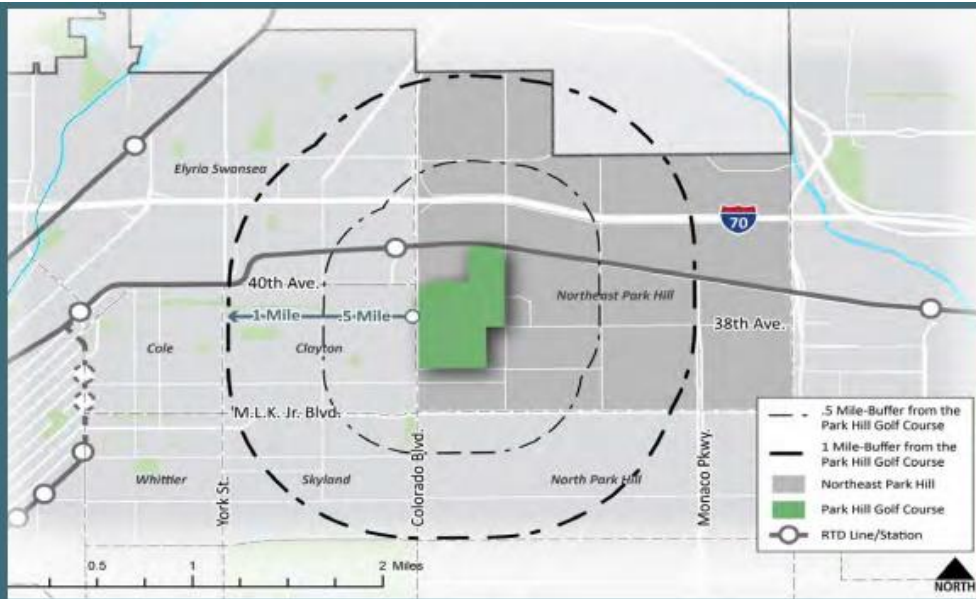 Elyria Swansea
70
40th Ave.
Northeast Park Hill
1 Mile
.5 Mile
38th Ave.
Cole
Clayton
M.L.K. Jr. Blvd.
Whittier
Skyland
North Park Hill
York St.
Colorado Blvd.
Monaco Pkwy.
.5 Mile-Buffer from the
Park Hill Golf Course
1 Mile-Buffer from the
Park Hill Golf Course
Northeast Park Hill
Park Hill Golf Course
RTD Line/Station
0.5
1
2 Miles
NORTH